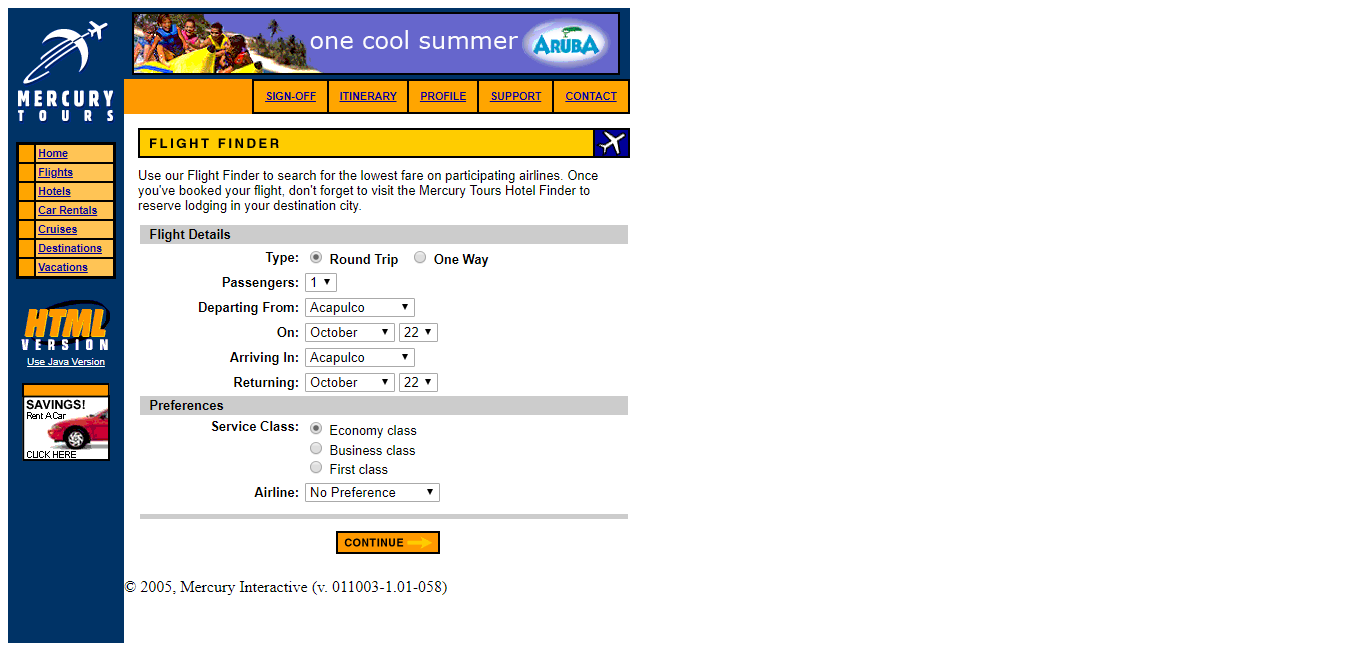 MERCURY
TOURS
one cool summer ARUBA
SIGN-OFF ITINERARY PROFILE SUPPORT CONTACT
Home
Flights
Hotels
Car Rentals
Cruises
Destinations
Vacations
HTML
VERSION
Use Java Version
SAVINGS!
Rent A Car
CLICK HERE
FLIGHT FINDER
Use our Flight Finder to search for the lowest fare on participating airlines. Once
you've booked your flight, don't forget to visit the Mercury Tours Hotel Finder to
reserve lodging in your destination city.
Flight Details
Type: Round Trip One Way
Passengers: 1
Departing From: Acapulco
On: October 22
Arriving In: Acapulco
Returning: October 22
Preferences
Service Class: Economy class
Business class
First class
Airline: No Preference
CONTINUE
© 2005, Mercury Interactive (v. 011003-1.01-058)